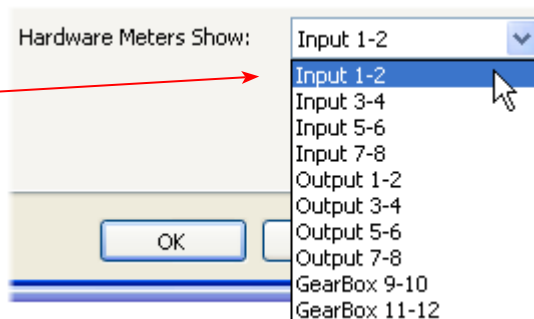 Hardware Meters Show:
Input 1-2
Input 1-2
Input 3-4
Input 5-6
Input 7-8
Output 1-2
Output 3-4
Output 5-6
Output 7-8
GearBox 9-10
GearBox 11-12
OK